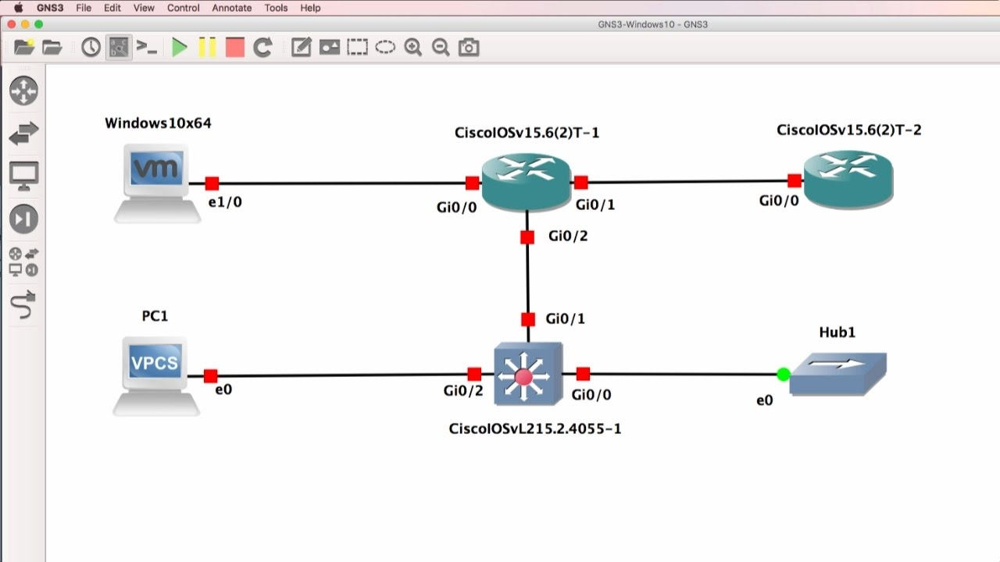 GNS3 File Edit View Control Annotate Tools Help
GNS3-Windows10 - GNS3
Windows10x64
CiscoIOSv15.6(2)T-1
CiscoIOSv15.6(2)T-2
vm
e1/0
Gi0/0
Gi0/1
Gi0/0
Gi0/2
PC1
Gi0/1
Hub1
VPCS
e0
Gi0/2
Gi0/0
e0
CiscoIOSvL215.2.4055-1